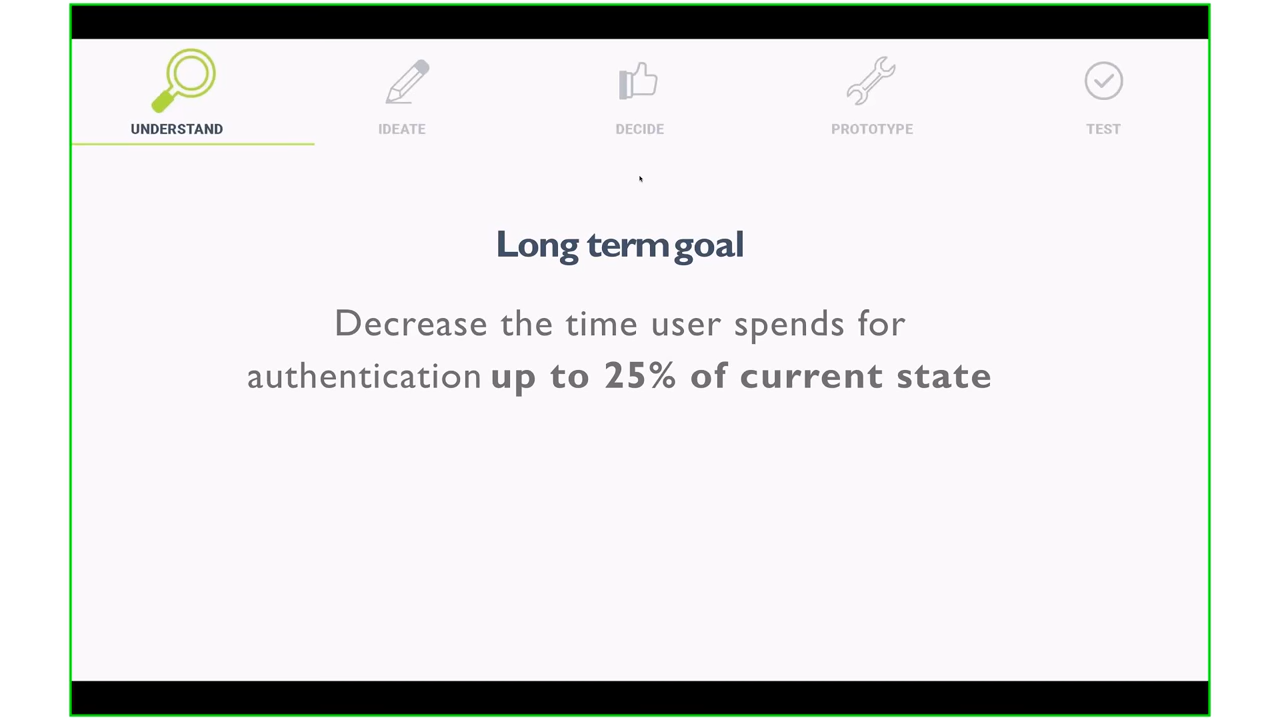 UNDERSTAND
IDEATE
DECIDE
PROTOTYPE
TEST
Long term goal
Decrease the time user spends for
authentication up to 25% of current state